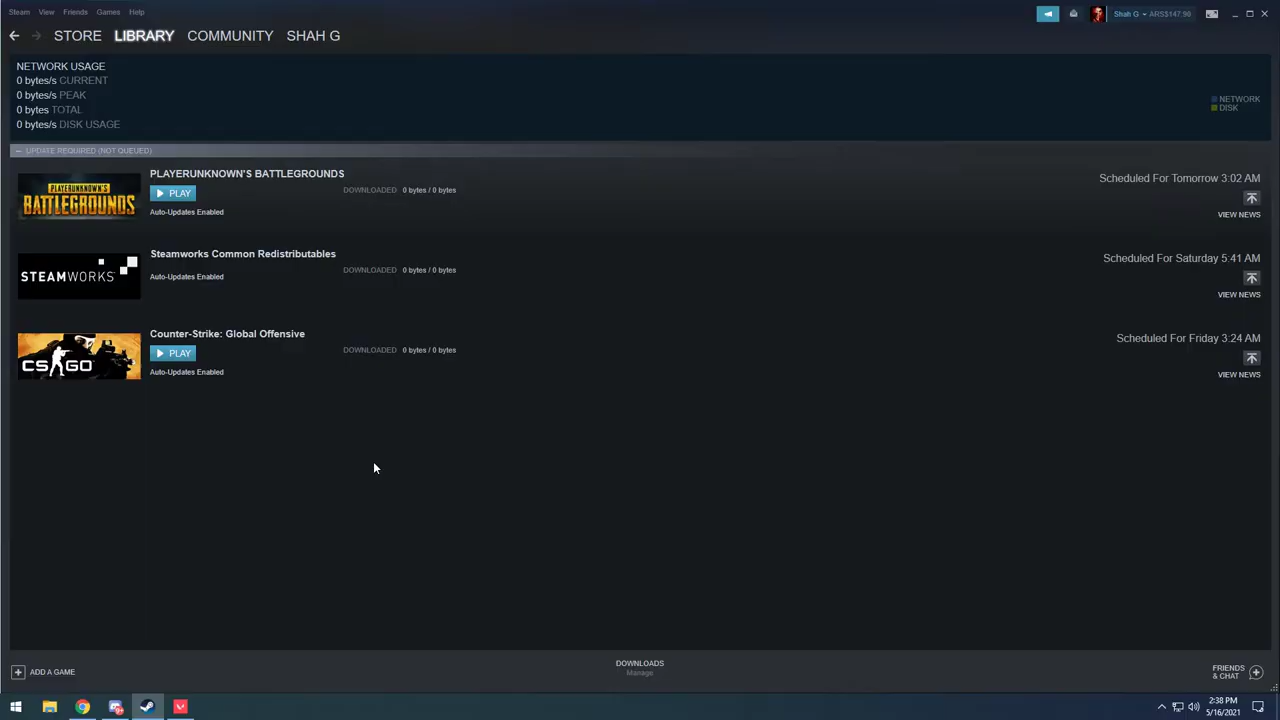 Steam View Friends Games Help
Shah G ARS$147.98
STORE LIBRARY COMMUNITY SHAH G
NETWORK USAGE
0 bytes/s CURRENT
0 bytes/s PEAK
0 bytes TOTAL
0 bytes/s DISK USAGE
NETWORK
DISK
— UPDATE REQUIRED (NOT QUEUED)
PLAYERUNKNOWN'S
BATTLEGROUNDS
PLAYERUNKNOWN'S BATTLEGROUNDS
PLAY
Auto-Updates Enabled
DOWNLOADED 0 bytes / 0 bytes
Scheduled For Tomorrow 3:02 AM
VIEW NEWS
STEAMWORKS
Steamworks Common Redistributables
Auto-Updates Enabled
DOWNLOADED 0 bytes / 0 bytes
Scheduled For Saturday 5:41 AM
VIEW NEWS
CS GO
Counter-Strike: Global Offensive
PLAY
Auto-Updates Enabled
DOWNLOADED 0 bytes / 0 bytes
Scheduled For Friday 3:24 AM
VIEW NEWS
ADD A GAME
DOWNLOADS
Manage
FRIENDS
& CHAT
2:38 PM
5/16/2021